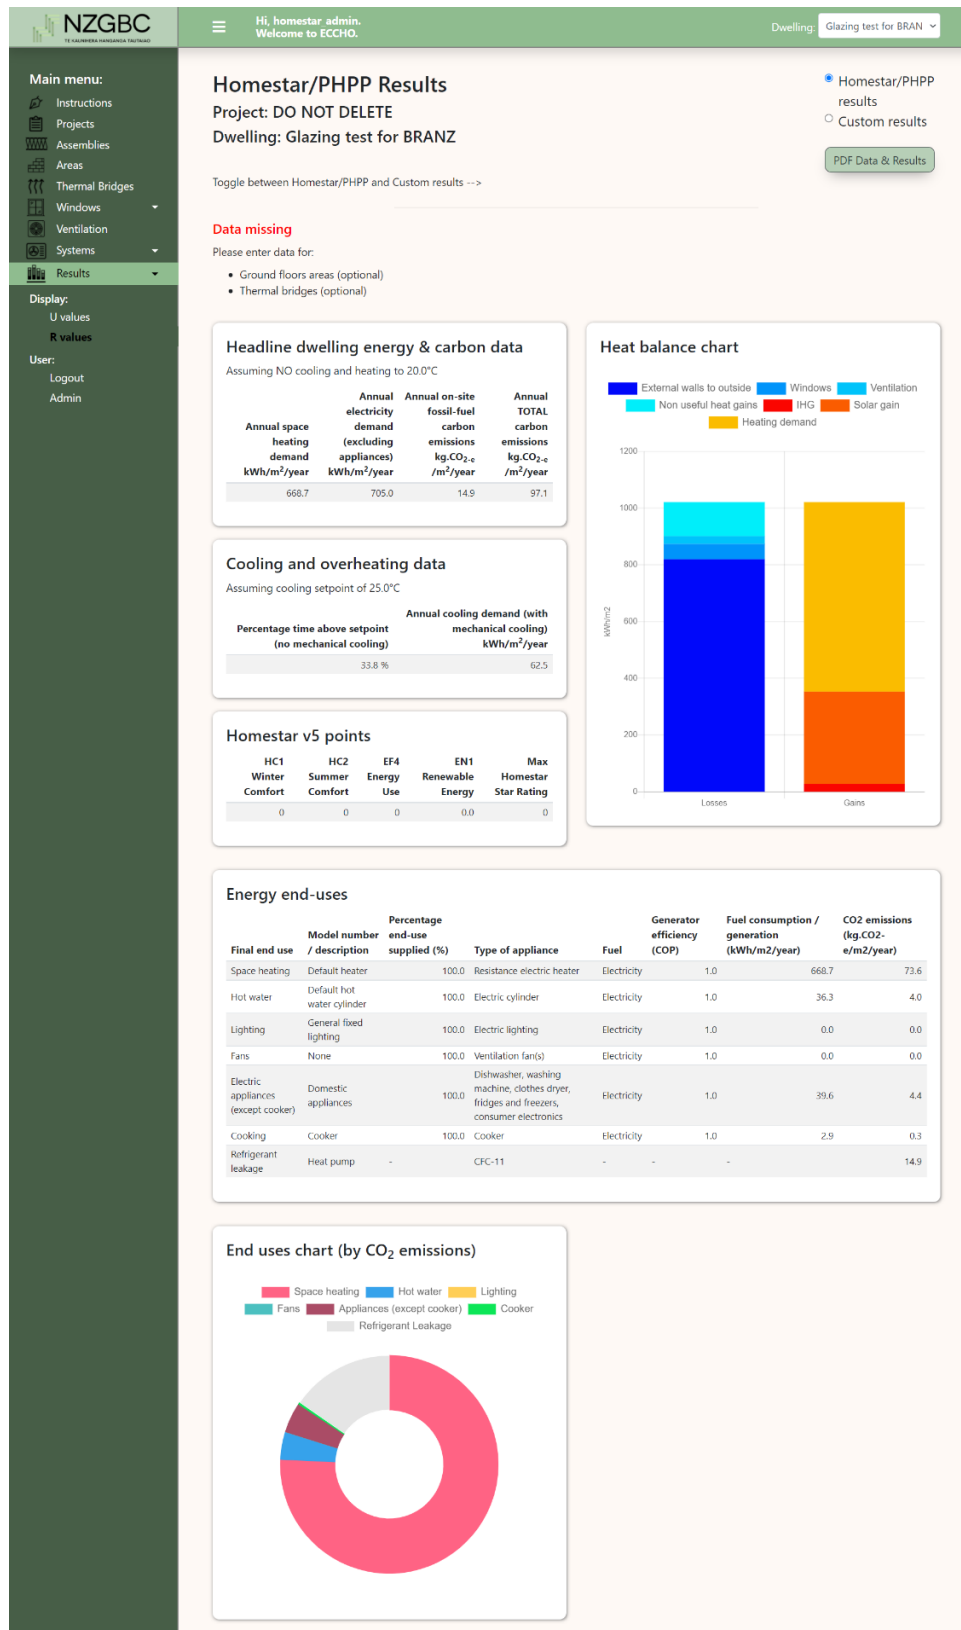 NZGBC
TE KAUNIHERA HANGANGA TAUTAIAO
Hi, homestar admin.
Welcome to ECCHO.
Dwelling: Glazing test for BRAN
Main menu:
Instructions
Projects
Assemblies
Areas
Thermal Bridges
Windows
Ventilation
Systems
Results
Display:
U values
R values
User:
Logout
Admin
Homestar/PHPP Results
Project: DO NOT DELETE
Dwelling: Glazing test for BRANZ
Homestar/PHPP
results
Custom results
PDF Data & Results
Toggle between Homestar/PHPP and Custom results -->
Data missing
Please enter data for:
• Ground floors areas (optional)
• Thermal bridges (optional)
Headline dwelling energy & carbon data
Assuming NO cooling and heating to 20.0°C
Annual space heating demand kWh/m²/year
Annual electricity demand (excluding appliances) kWh/m²/year
Annual on-site fossil-fuel carbon emissions kg.CO₂₋ₑ /m²/year
Annual TOTAL carbon emissions kg.CO₂₋ₑ /m²/year
668.7 705.0 14.9 97.1
Cooling and overheating data
Assuming cooling setpoint of 25.0°C
Percentage time above setpoint (no mechanical cooling)
Annual cooling demand (with mechanical cooling) kWh/m²/year
33.8 % 62.5
Homestar v5 points
HC1 Winter Comfort
HC2 Summer Comfort
EF4 Energy Use
EN1 Renewable Energy
Max Homestar Star Rating
0 0 0 0.0 0
Heat balance chart
External walls to outside Windows Ventilation
Non useful heat gains IHG Solar gain
Heating demand
1200
1000
800
600
400
200
0
kWh/m2
Losses Gains
Energy end-uses
Final end use
Model number / description
Percentage end-use supplied (%)
Type of appliance
Fuel
Generator efficiency (COP)
Fuel consumption / generation (kWh/m2/year)
CO2 emissions (kg.CO2-e/m2/year)
Space heating Default heater 100.0 Resistance electric heater Electricity 1.0 668.7 73.6
Hot water Default hot water cylinder 100.0 Electric cylinder Electricity 1.0 36.3 4.0
Lighting General fixed lighting 100.0 Electric lighting Electricity 1.0 0.0 0.0
Fans None 100.0 Ventilation fan(s) Electricity 1.0 0.0 0.0
Electric appliances (except cooker) Domestic appliances 100.0 Dishwasher, washing machine, clothes dryer, fridges and freezers, consumer electronics Electricity 1.0 39.6 4.4
Cooking Cooker 100.0 Cooker Electricity 1.0 2.9 0.3
Refrigerant leakage Heat pump - CFC-11 - - - 14.9
End uses chart (by CO₂ emissions)
Space heating Hot water Lighting
Fans Appliances (except cooker) Cooker
Refrigerant Leakage